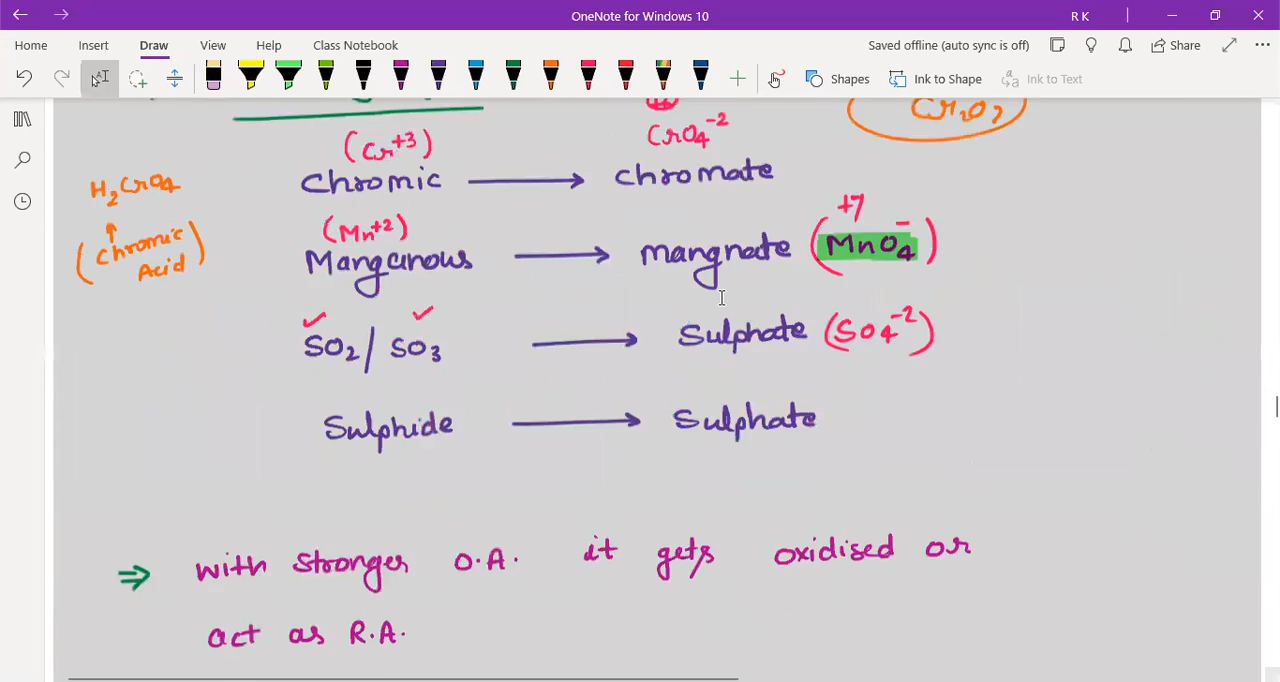 OneNote for Windows 10
R K
Home Insert Draw View Help Class Notebook
Saved offline (auto sync is off) Share
Shapes Ink to Shape Ink to Text
Cr2O7
(Cr+3) CrO4-2
H2CrO4 Chromic → Chromate
(Chromic Acid)
(Mn+2) +7
Manganous → mangnate (MnO4-)
SO2 / SO3 → Sulphate (SO4-2)
Sulphide → Sulphate
⇒ with stronger O.A. it gets oxidised or
act as R.A.